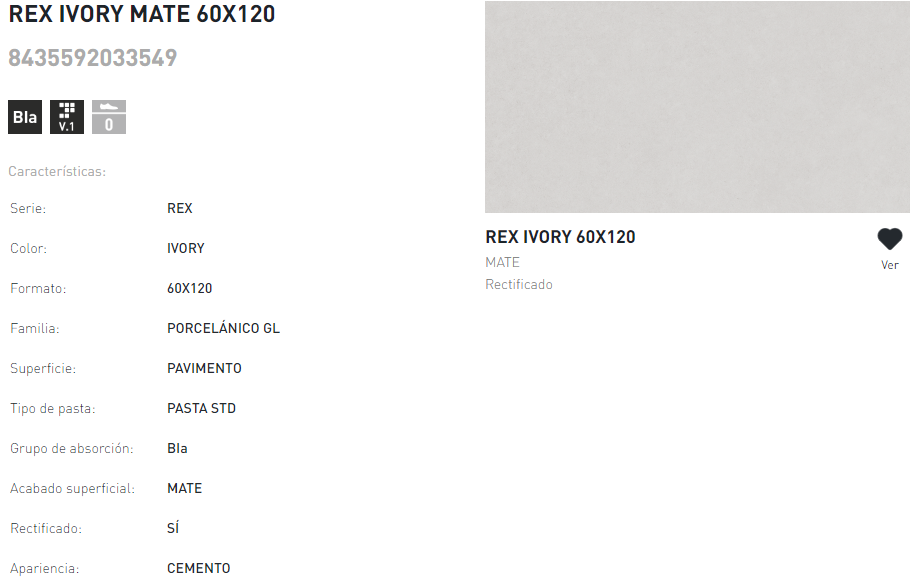 REX IVORY MATE 60X120
8435592033549
BIa
V.1
0
Características:
Serie: REX
Color: IVORY
Formato: 60X120
Familia: PORCELÁNICO GL
Superficie: PAVIMENTO
Tipo de pasta: PASTA STD
Grupo de absorción: BIa
Acabado superficial: MATE
Rectificado: SÍ
Apariencia: CEMENTO
REX IVORY 60X120
MATE
Rectificado
Ver